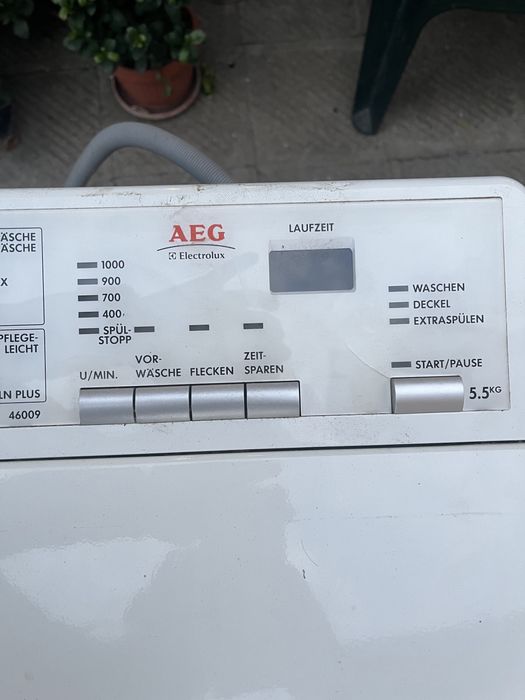 ÄSCHE
ÄSCHE
X
PFLEGE-
LEICHT
LN PLUS
46009
1000
900
700
400
SPÜL-
STOPP
U/MIN.
VOR-
WÄSCHE
FLECKEN
ZEIT-
SPAREN
AEG
Electrolux
LAUFZEIT
WASCHEN
DECKEL
EXTRASPÜLEN
START/PAUSE
5.5KG